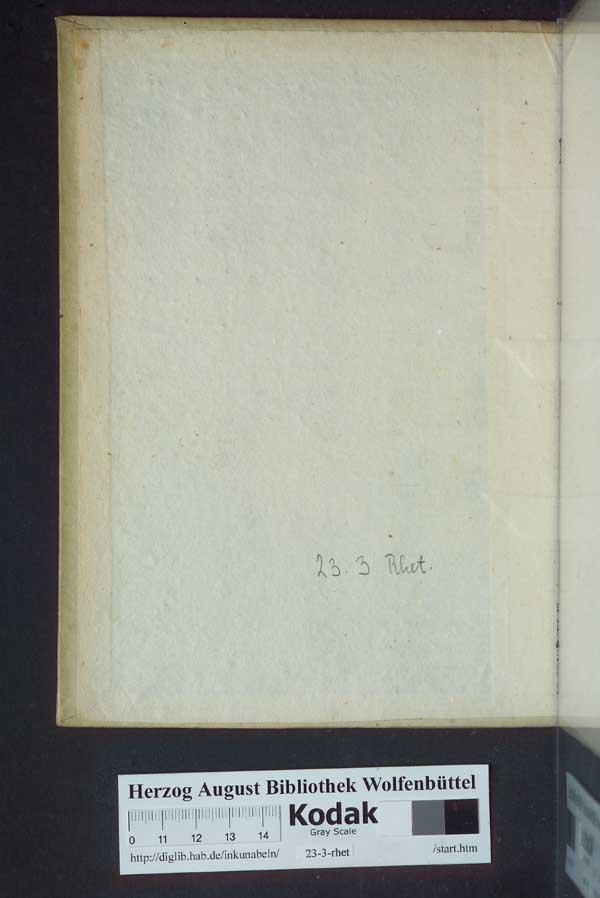 23. 3 Rhet.
Herzog August Bibliothek Wolfenbüttel
0 11 12 13 14
Kodak
Gray Scale
http://diglib.hab.de/inkunabeln/ 23-3-rhet /start.htm